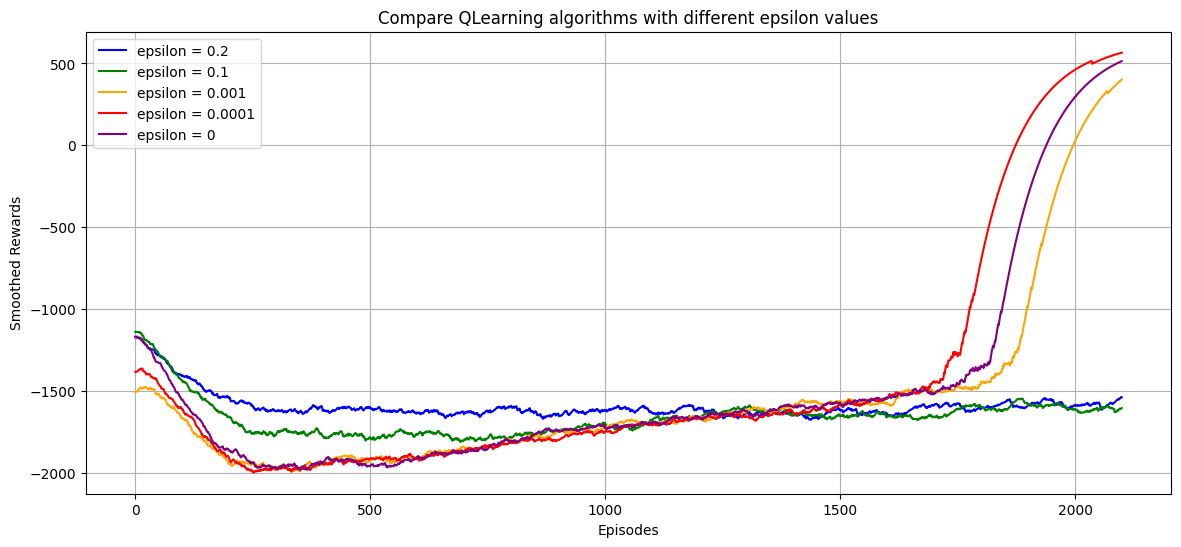 Compare QLearning algorithms with different epsilon values
epsilon = 0.2
epsilon = 0.1
epsilon = 0.001
epsilon = 0.0001
epsilon = 0
Smoothed Rewards
500
0
−500
−1000
−1500
−2000
0 500 1000 1500 2000
Episodes